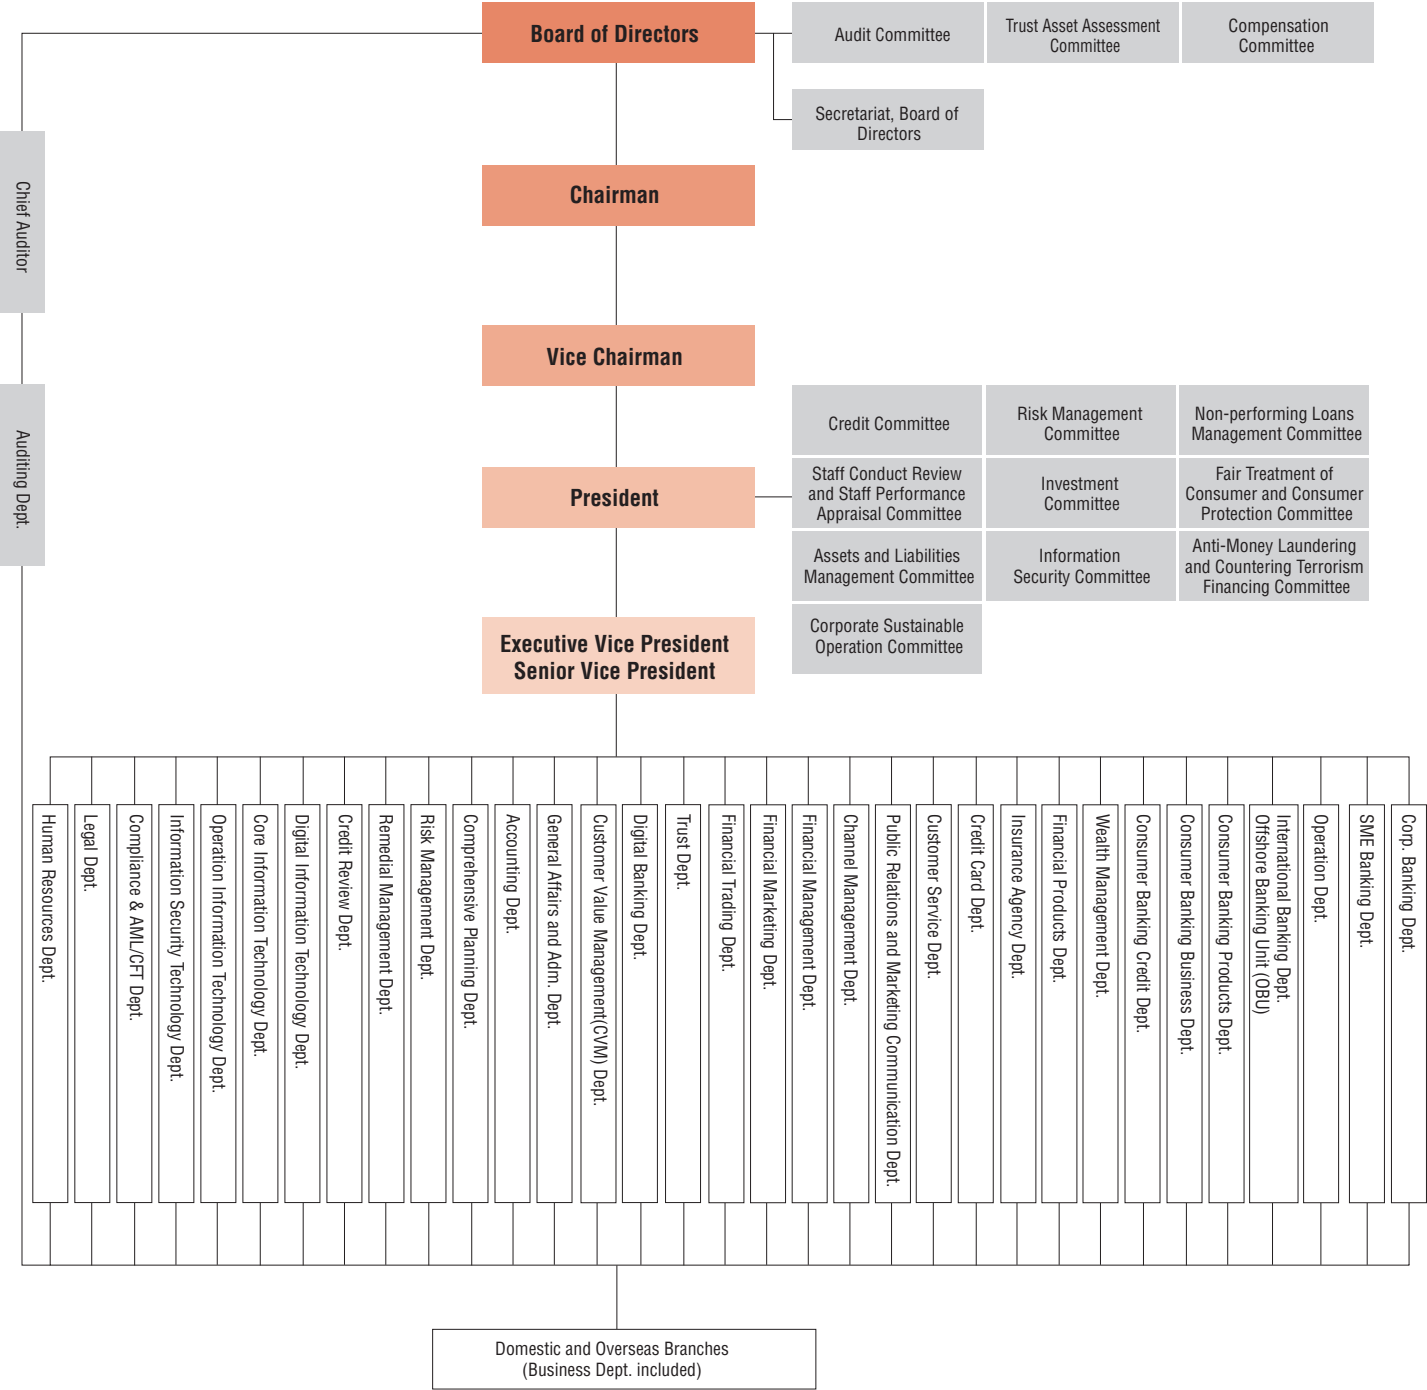 Board of Directors
Audit Committee
Trust Asset Assessment
Committee
Compensation
Committee
Secretariat, Board of
Directors
Chief Auditor
Chairman
Vice Chairman
Auditing Dept.
Credit Committee
Risk Management
Committee
Non-performing Loans
Management Committee
President
Staff Conduct Review
and Staff Performance
Appraisal Committee
Investment
Committee
Fair Treatment of
Consumer and Consumer
Protection Committee
Assets and Liabilities
Management Committee
Information
Security Committee
Anti-Money Laundering
and Countering Terrorism
Financing Committee
Corporate Sustainable
Operation Committee
Executive Vice President
Senior Vice President
Human Resources Dept.
Legal Dept.
Compliance & AML/CFT Dept.
Information Security Technology Dept.
Operation Information Technology Dept.
Core Information Technology Dept.
Digital Information Technology Dept.
Credit Review Dept.
Remedial Management Dept.
Risk Management Dept.
Comprehensive Planning Dept.
Accounting Dept.
General Affairs and Adm. Dept.
Customer Value Management(CVM) Dept.
Digital Banking Dept.
Trust Dept.
Financial Trading Dept.
Financial Marketing Dept.
Financial Management Dept.
Channel Management Dept.
Public Relations and Marketing Communication Dept.
Customer Service Dept.
Credit Card Dept.
Insurance Agency Dept.
Financial Products Dept.
Wealth Management Dept.
Consumer Banking Credit Dept.
Consumer Banking Business Dept.
Consumer Banking Products Dept.
International Banking Dept.
Offshore Banking Unit (OBU)
Operation Dept.
SME Banking Dept.
Corp. Banking Dept.
Domestic and Overseas Branches
(Business Dept. included)